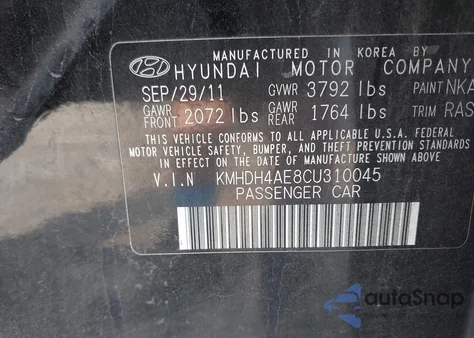 MANUFACTURED IN KOREA BY
HYUNDAI MOTOR COMPANY
SEP/29/11 GVWR 3792 lbs PAINT NKA
GAWR FRONT 2072 lbs GAWR REAR 1764 lbs TRIM RAS
THIS VEHICLE CONFORMS TO ALL APPLICABLE U.S.A. FEDERAL
MOTOR VEHICLE SAFETY, BUMPER, AND THEFT PREVENTION STANDARDS
IN EFFECT ON THE DATE OF MANUFACTURE SHOWN ABOVE.
V.I.N KMHDH4AE8CU310045
PASSENGER CAR
autoSnap